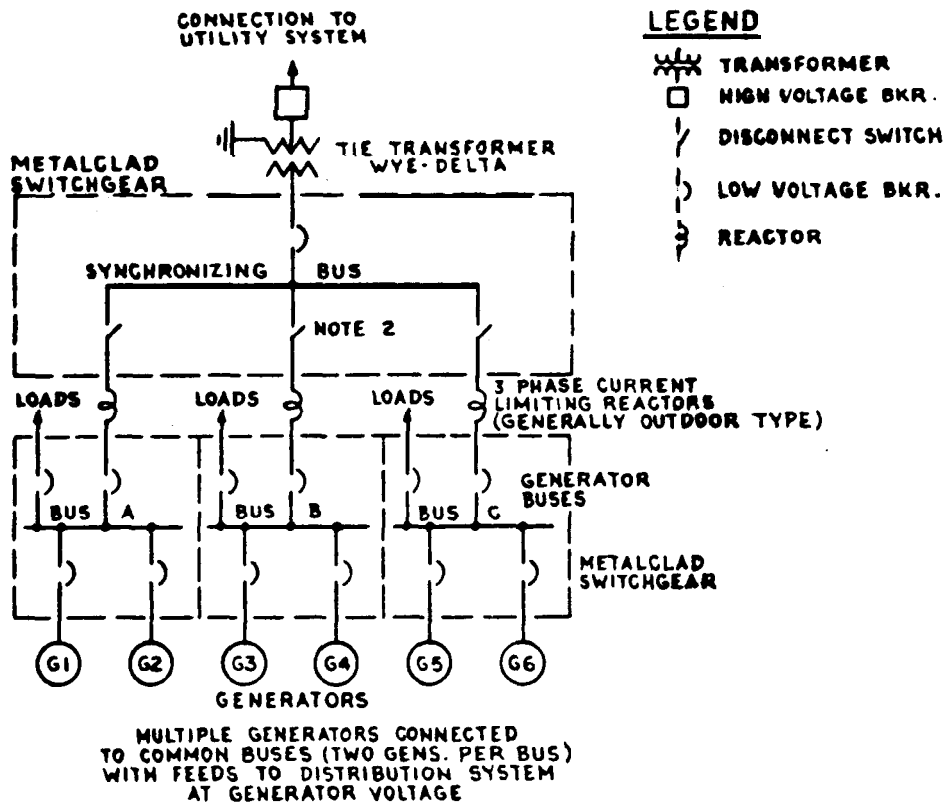 CONNECTION TO
UTILITY SYSTEM
TIE TRANSFORMER
WYE-DELTA
METALCLAD
SWITCHGEAR
SYNCHRONIZING BUS
NOTE 2
LOADS
LOADS
LOADS
3 PHASE CURRENT
LIMITING REACTORS
(GENERALLY OUTDOOR TYPE)
GENERATOR
BUSES
BUS A
BUS B
BUS C
METALCLAD
SWITCHGEAR
G1
G2
G3
G4
G5
G6
GENERATORS
MULTIPLE GENERATORS CONNECTED
TO COMMON BUSES (TWO GENS. PER BUS)
WITH FEEDS TO DISTRIBUTION SYSTEM
AT GENERATOR VOLTAGE
LEGEND
TRANSFORMER
HIGH VOLTAGE BKR.
DISCONNECT SWITCH
LOW VOLTAGE BKR.
REACTOR